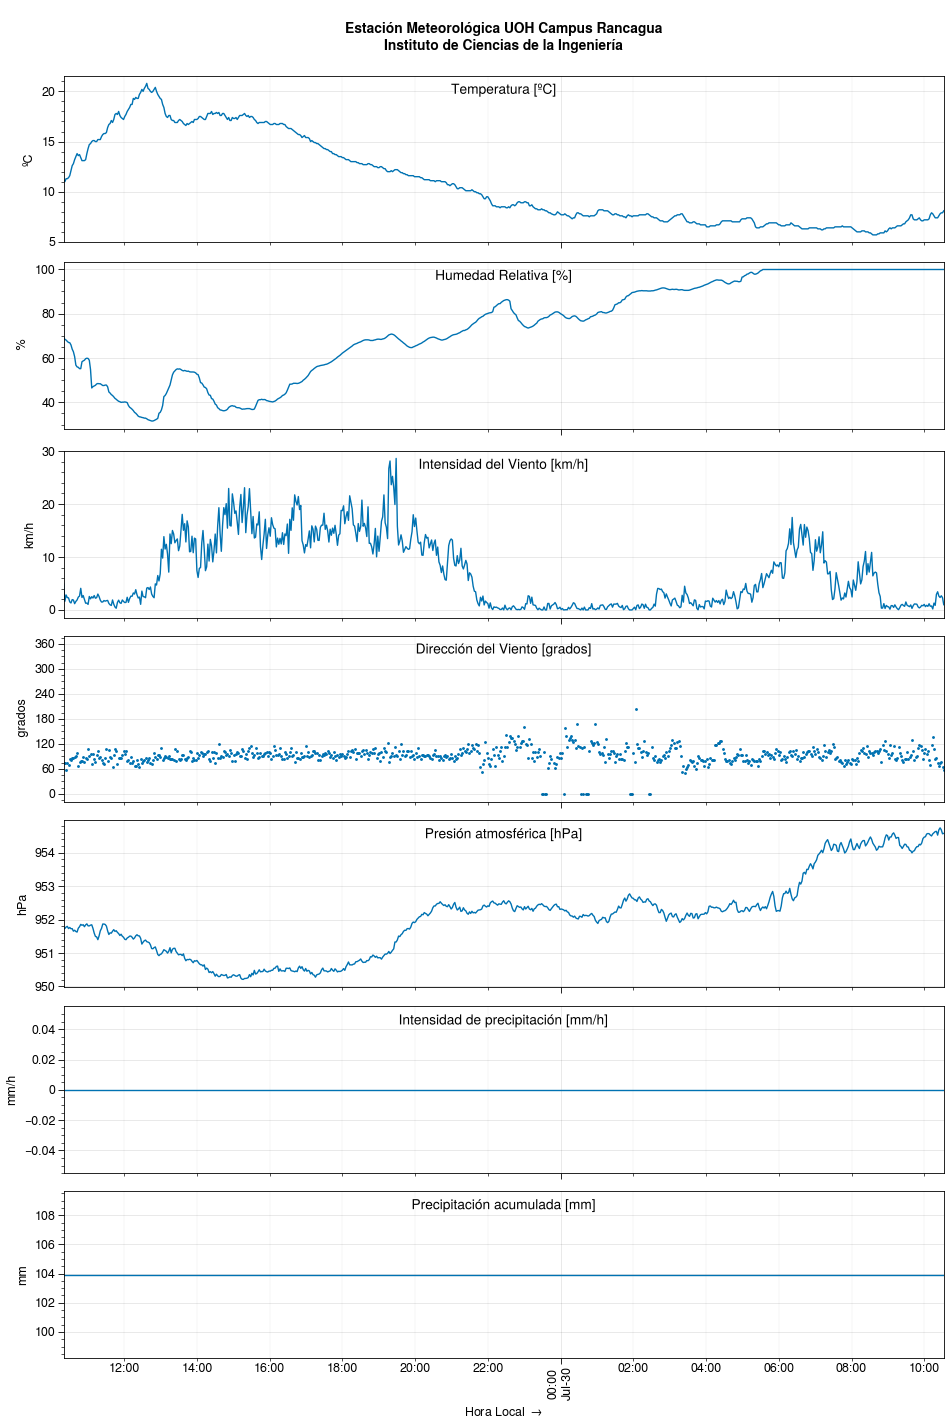 Estación Meteorológica UOH Campus Rancagua
Instituto de Ciencias de la Ingeniería
Temperatura [ºC]
ºC
20
15
10
5
Humedad Relativa [%]
%
100
80
60
40
Intensidad del Viento [km/h]
km/h
30
20
10
0
Dirección del Viento [grados]
grados
360
300
240
180
120
60
0
Presión atmosférica [hPa]
hPa
954
953
952
951
950
Intensidad de precipitación [mm/h]
mm/h
0.04
0.02
0
−0.02
−0.04
Precipitación acumulada [mm]
mm
108
106
104
102
100
12:00
14:00
16:00
18:00
20:00
22:00
00:00
Jul-30
02:00
04:00
06:00
08:00
10:00
Hora Local →